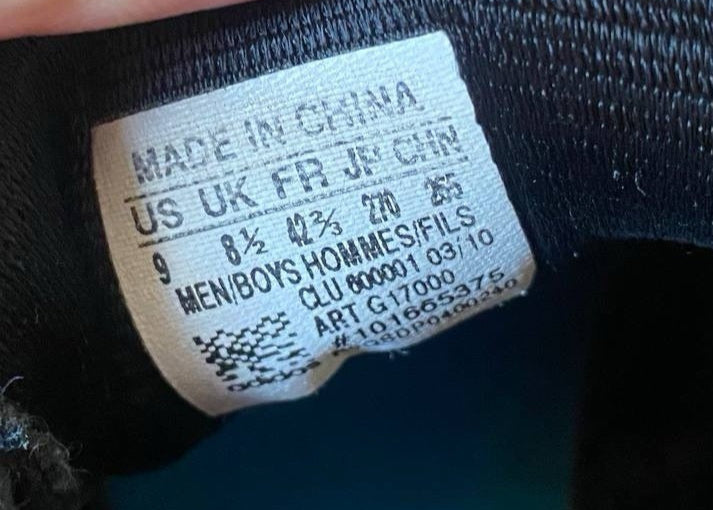 MADE IN CHINA
US UK FR JP CHN
9 8½ 42⅔ 270 265
MEN/BOYS HOMMES/FILS
CLU 600001 03/10
ART G17000
#101665375